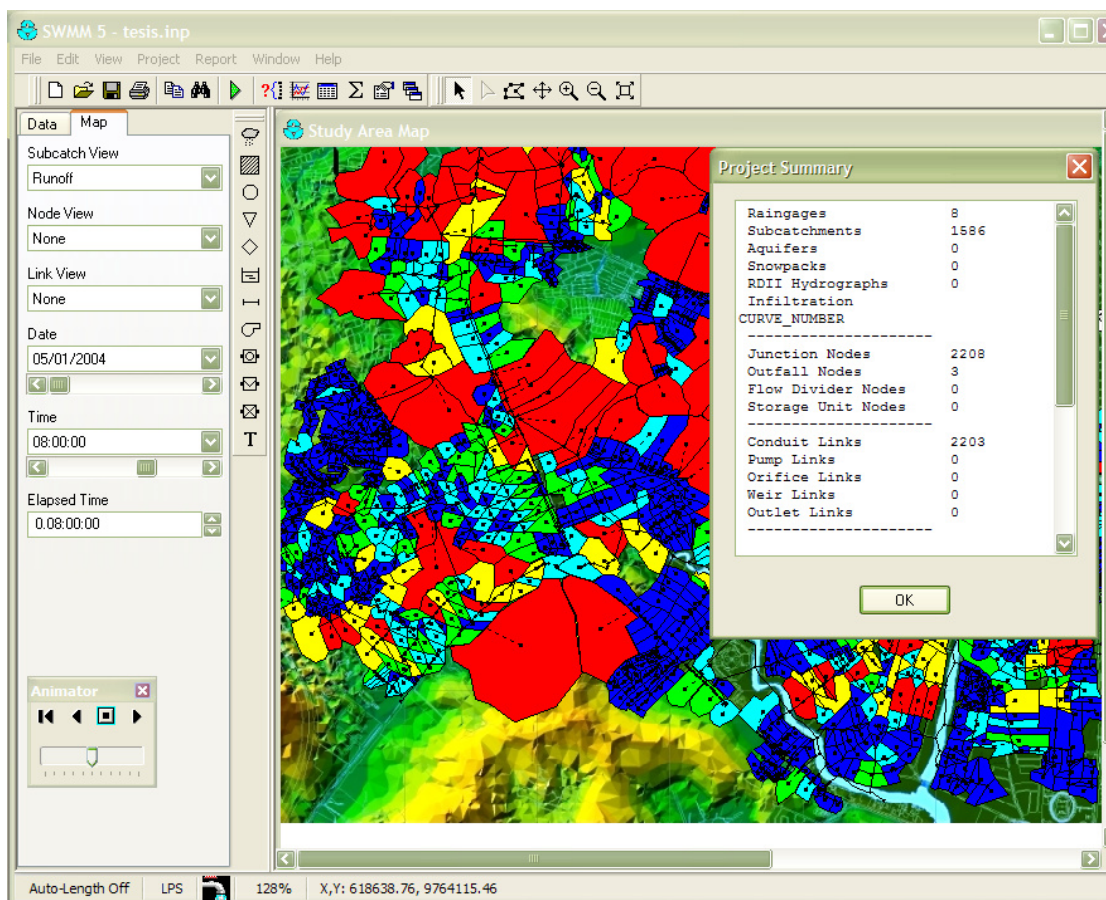 SWMM 5 - tesis.inp
File Edit View Project Report Window Help
Data Map
Subcatch View
Runoff
Node View
None
Link View
None
Date
05/01/2004
Time
08:00:00
Elapsed Time
0.08:00:00
Animator
T
Study Area Map
Project Summary
Raingages 8
Subcatchments 1586
Aquifers 0
Snowpacks 0
RDII Hydrographs 0
Infiltration
CURVE_NUMBER
----------------------
Junction Nodes 2208
Outfall Nodes 3
Flow Divider Nodes 0
Storage Unit Nodes 0
----------------------
Conduit Links 2203
Pump Links 0
Orifice Links 0
Weir Links 0
Outlet Links 0
----------------------
OK
Auto-Length Off LPS 128% X,Y: 618638.76, 9764115.46